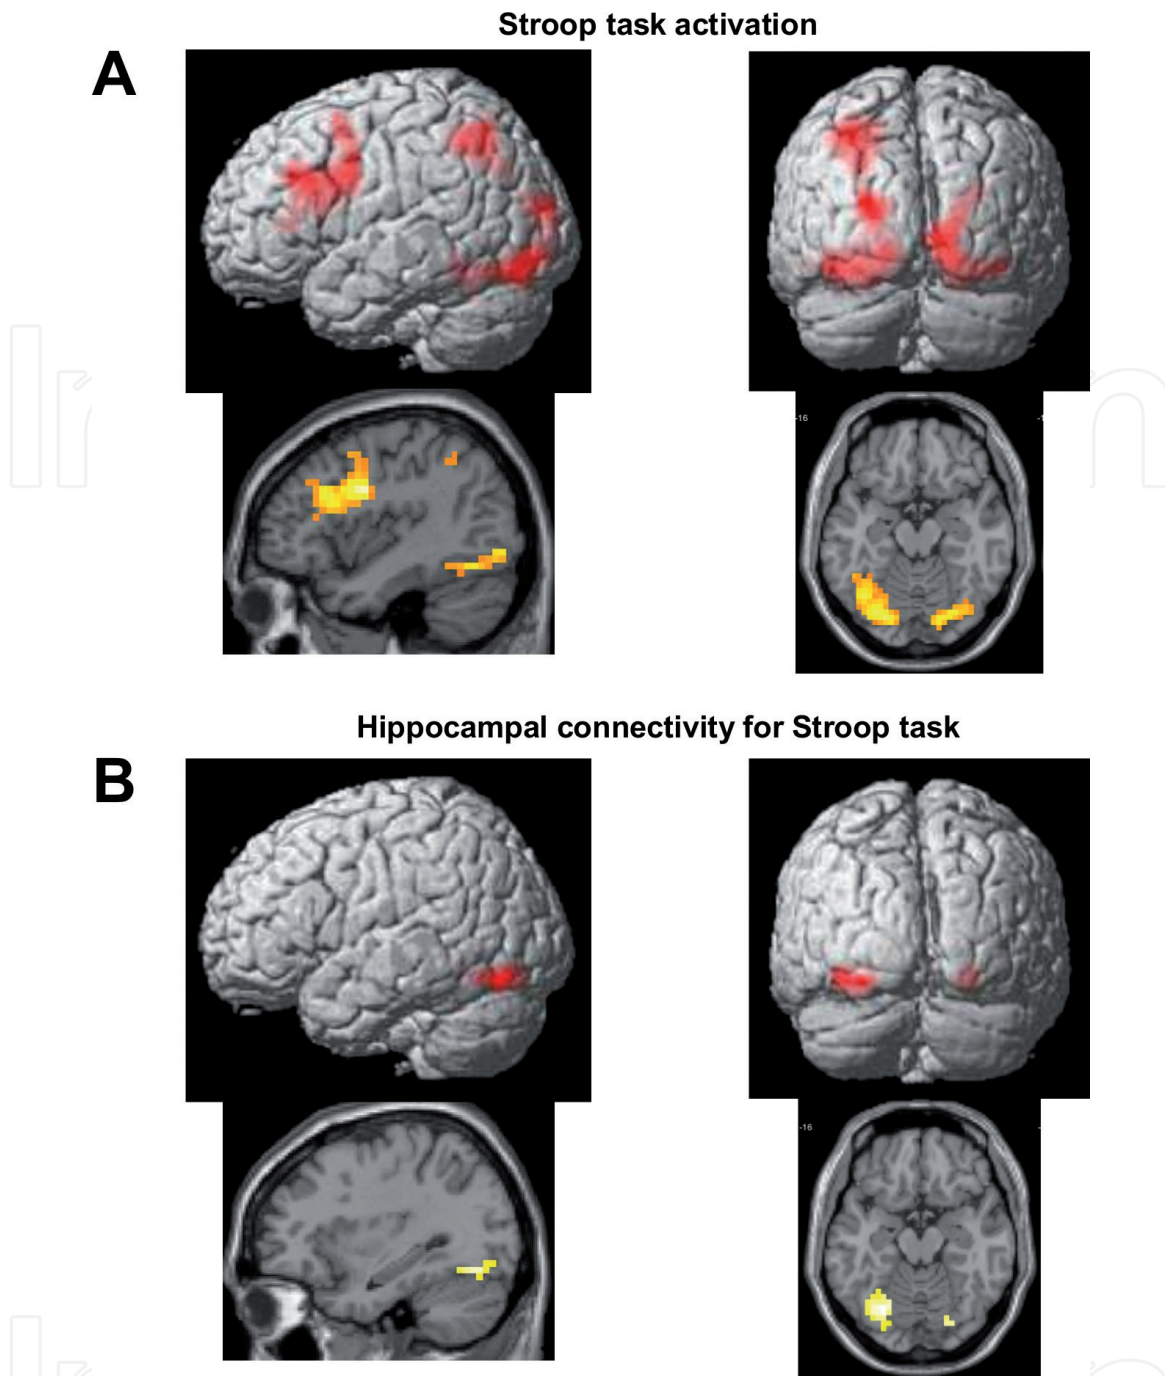 Stroop task activation
A
-16
Hippocampal connectivity for Stroop task
B
-16